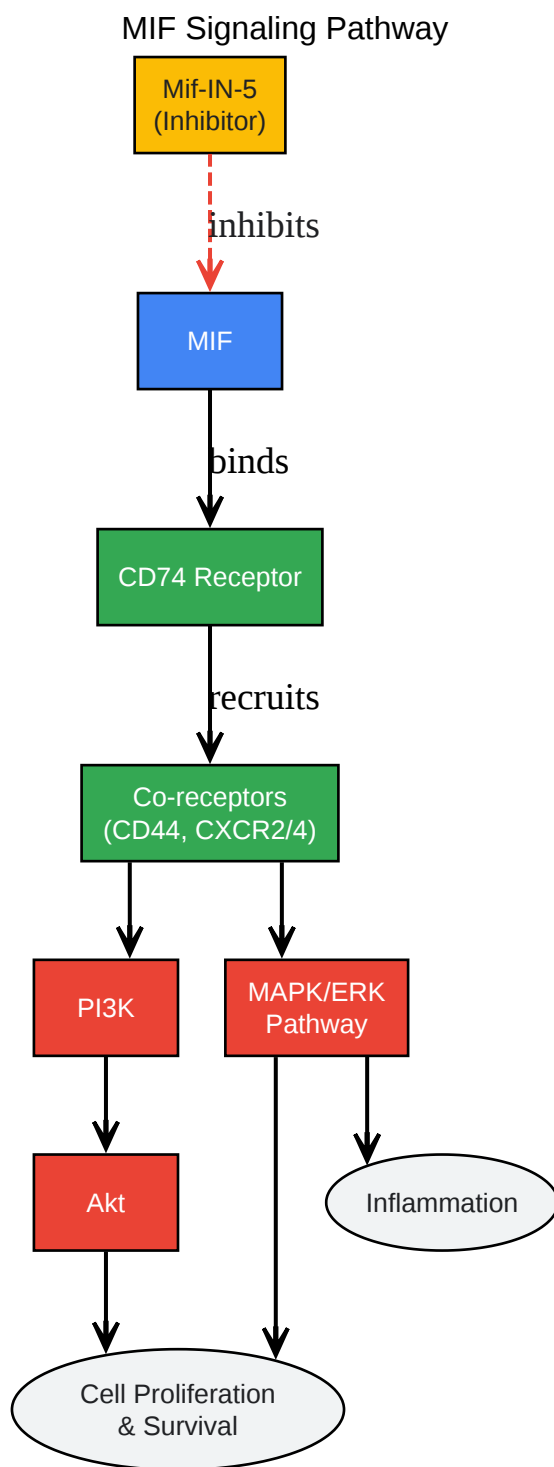 MIF Signaling Pathway
Mif-IN-5
(Inhibitor)
inhibits
MIF
binds
CD74 Receptor
recruits
Co-receptors
(CD44, CXCR2/4)
PI3K
MAPK/ERK
Pathway
Akt
Inflammation
Cell Proliferation
& Survival